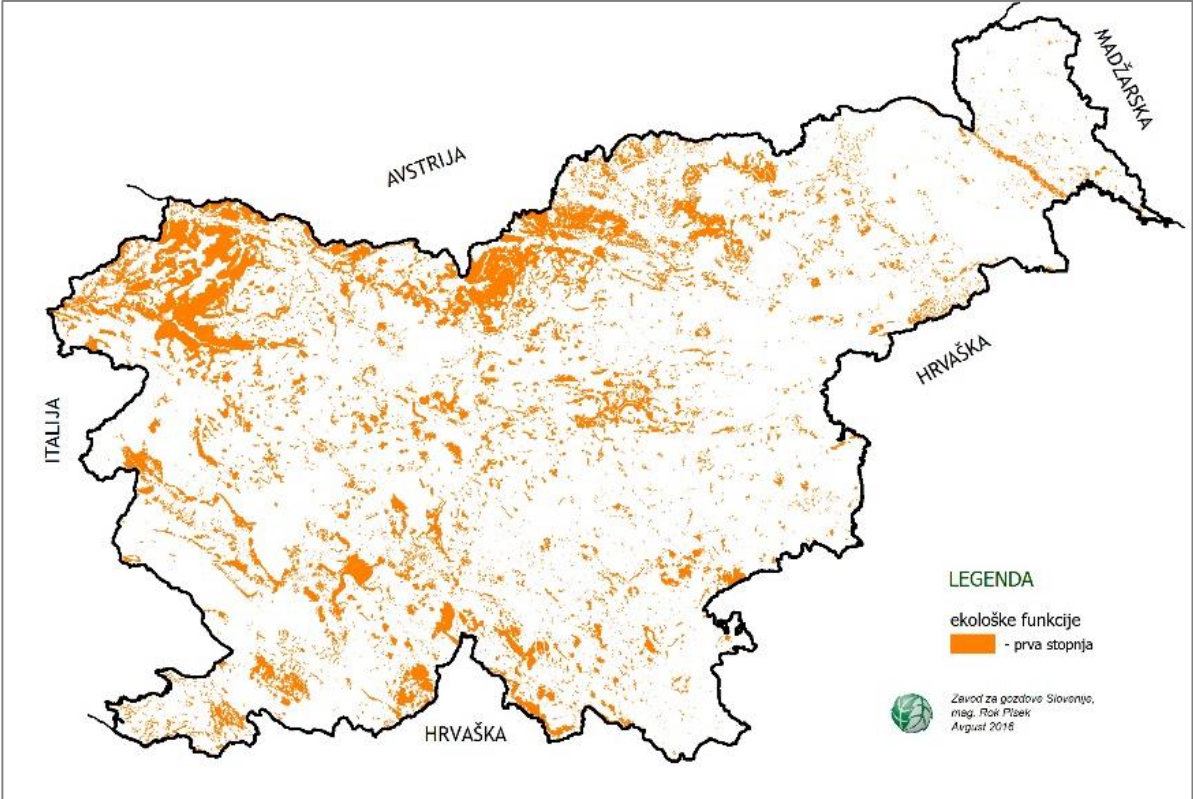 MADŽARSKA
AVSTRIJA
HRVAŠKA
ITALIJA
LEGENDA
ekološke funkcije
- prva stopnja
Zavod za gozdove Slovenije,
mag. Rok Pisek
Avgust 2016
HRVAŠKA